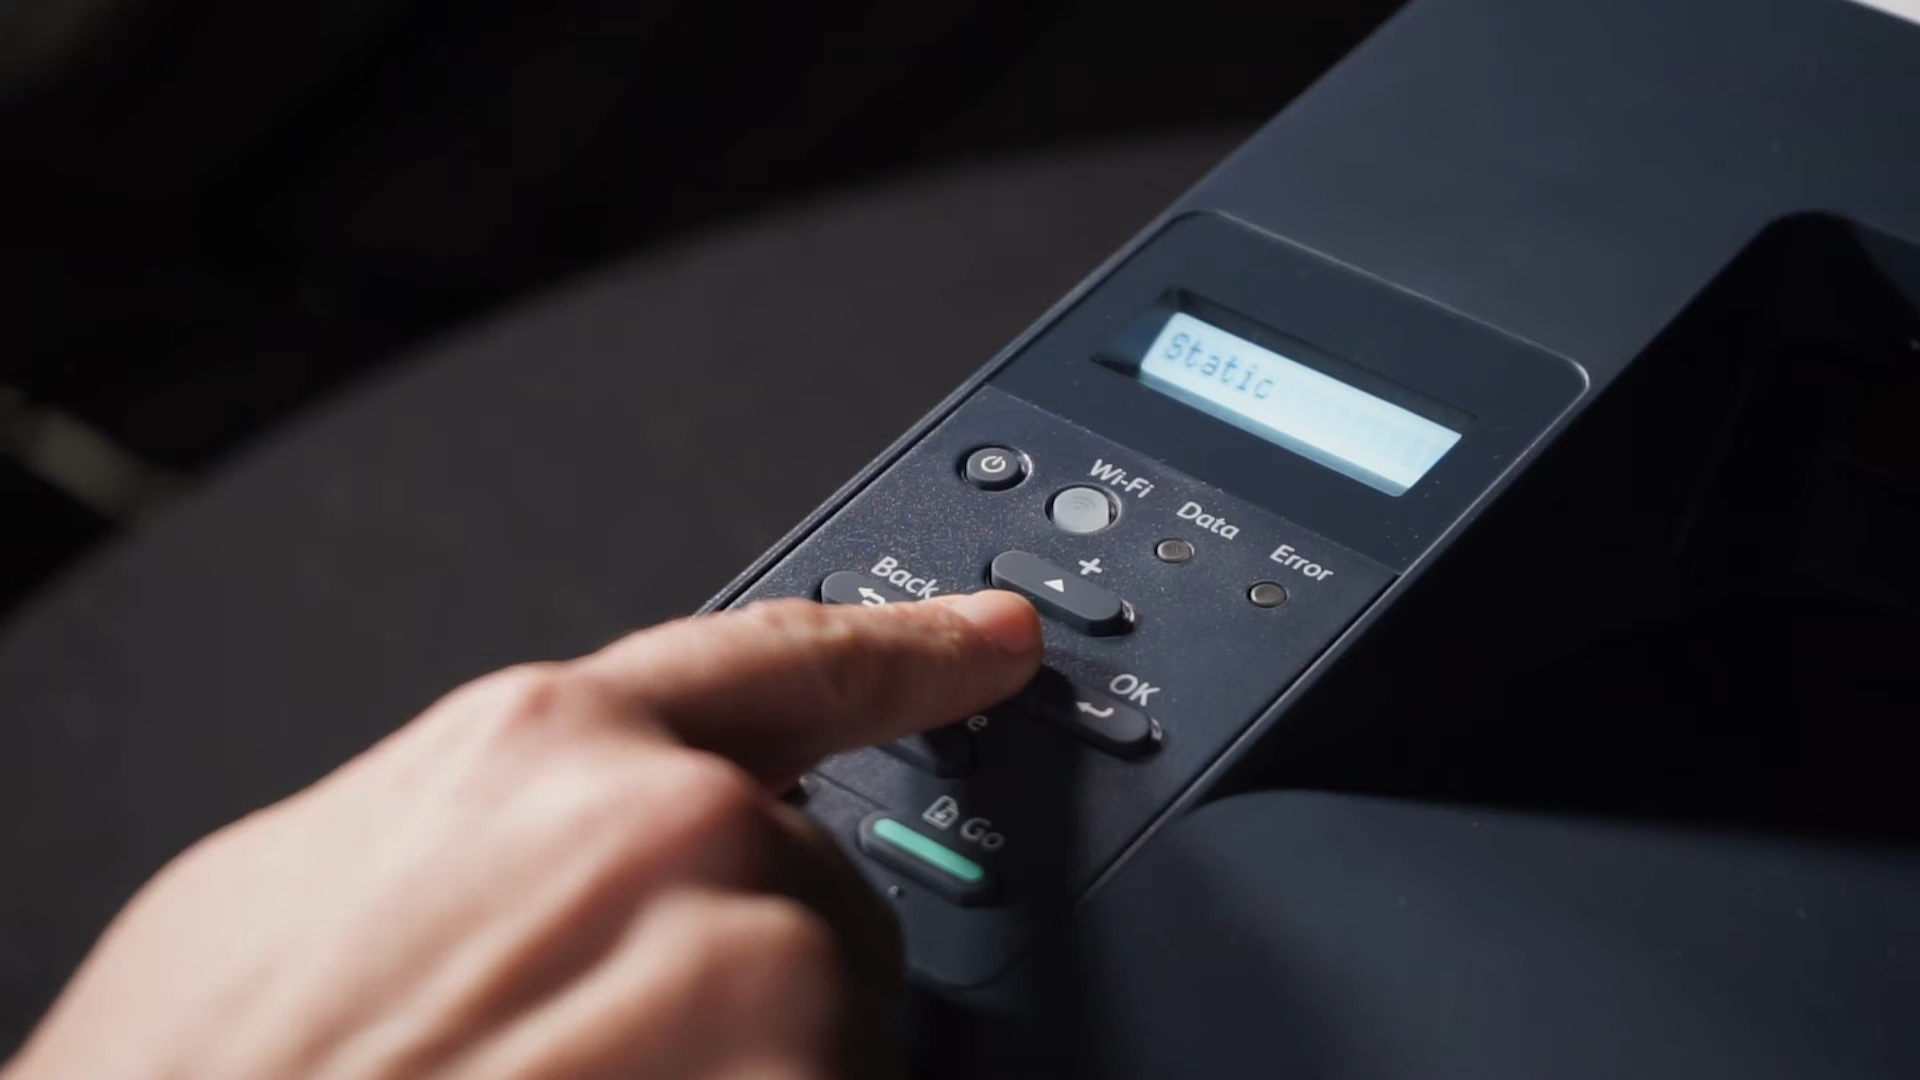 Static
Wi-Fi
Data
Error
+
Back
OK
Go